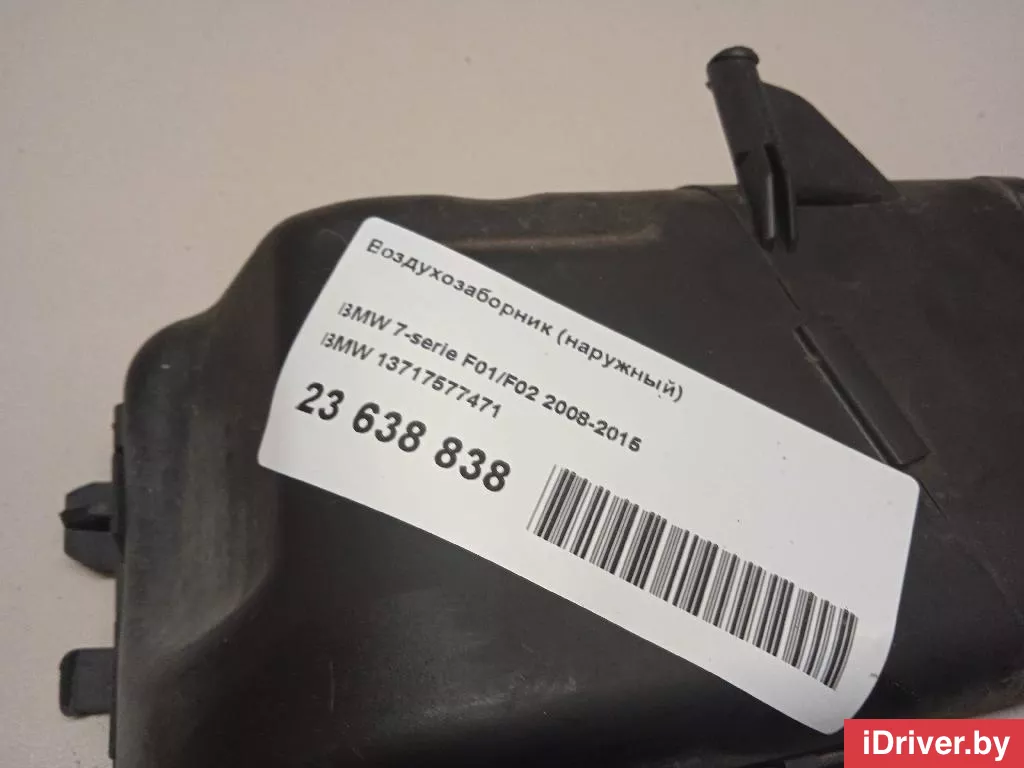 Воздухозаборник (наружный)
BMW 7-serie F01/F02 2008-2015
BMW 13717577471
23 638 838
iDriver.by